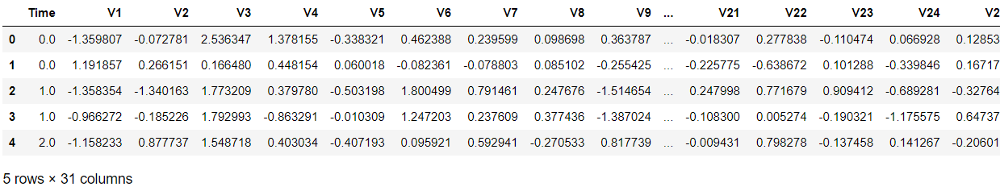 Time V1 V2 V3 V4 V5 V6 V7 V8 V9 ... V21 V22 V23 V24 V2
0 0.0 -1.359807 -0.072781 2.536347 1.378155 -0.338321 0.462388 0.239599 0.098698 0.363787 ... -0.018307 0.277838 -0.110474 0.066928 0.12853
1 0.0 1.191857 0.266151 0.166480 0.448154 0.060018 -0.082361 -0.078803 0.085102 -0.255425 ... -0.225775 -0.638672 0.101288 -0.339846 0.16717
2 1.0 -1.358354 -1.340163 1.773209 0.379780 -0.503198 1.800499 0.791461 0.247676 -1.514654 ... 0.247998 0.771679 0.909412 -0.689281 -0.32764
3 1.0 -0.966272 -0.185226 1.792993 -0.863291 -0.010309 1.247203 0.237609 0.377436 -1.387024 ... -0.108300 0.005274 -0.190321 -1.175575 0.64737
4 2.0 -1.158233 0.877737 1.548718 0.403034 -0.407193 0.095921 0.592941 -0.270533 0.817739 ... -0.009431 0.798278 -0.137458 0.141267 -0.20601
5 rows × 31 columns